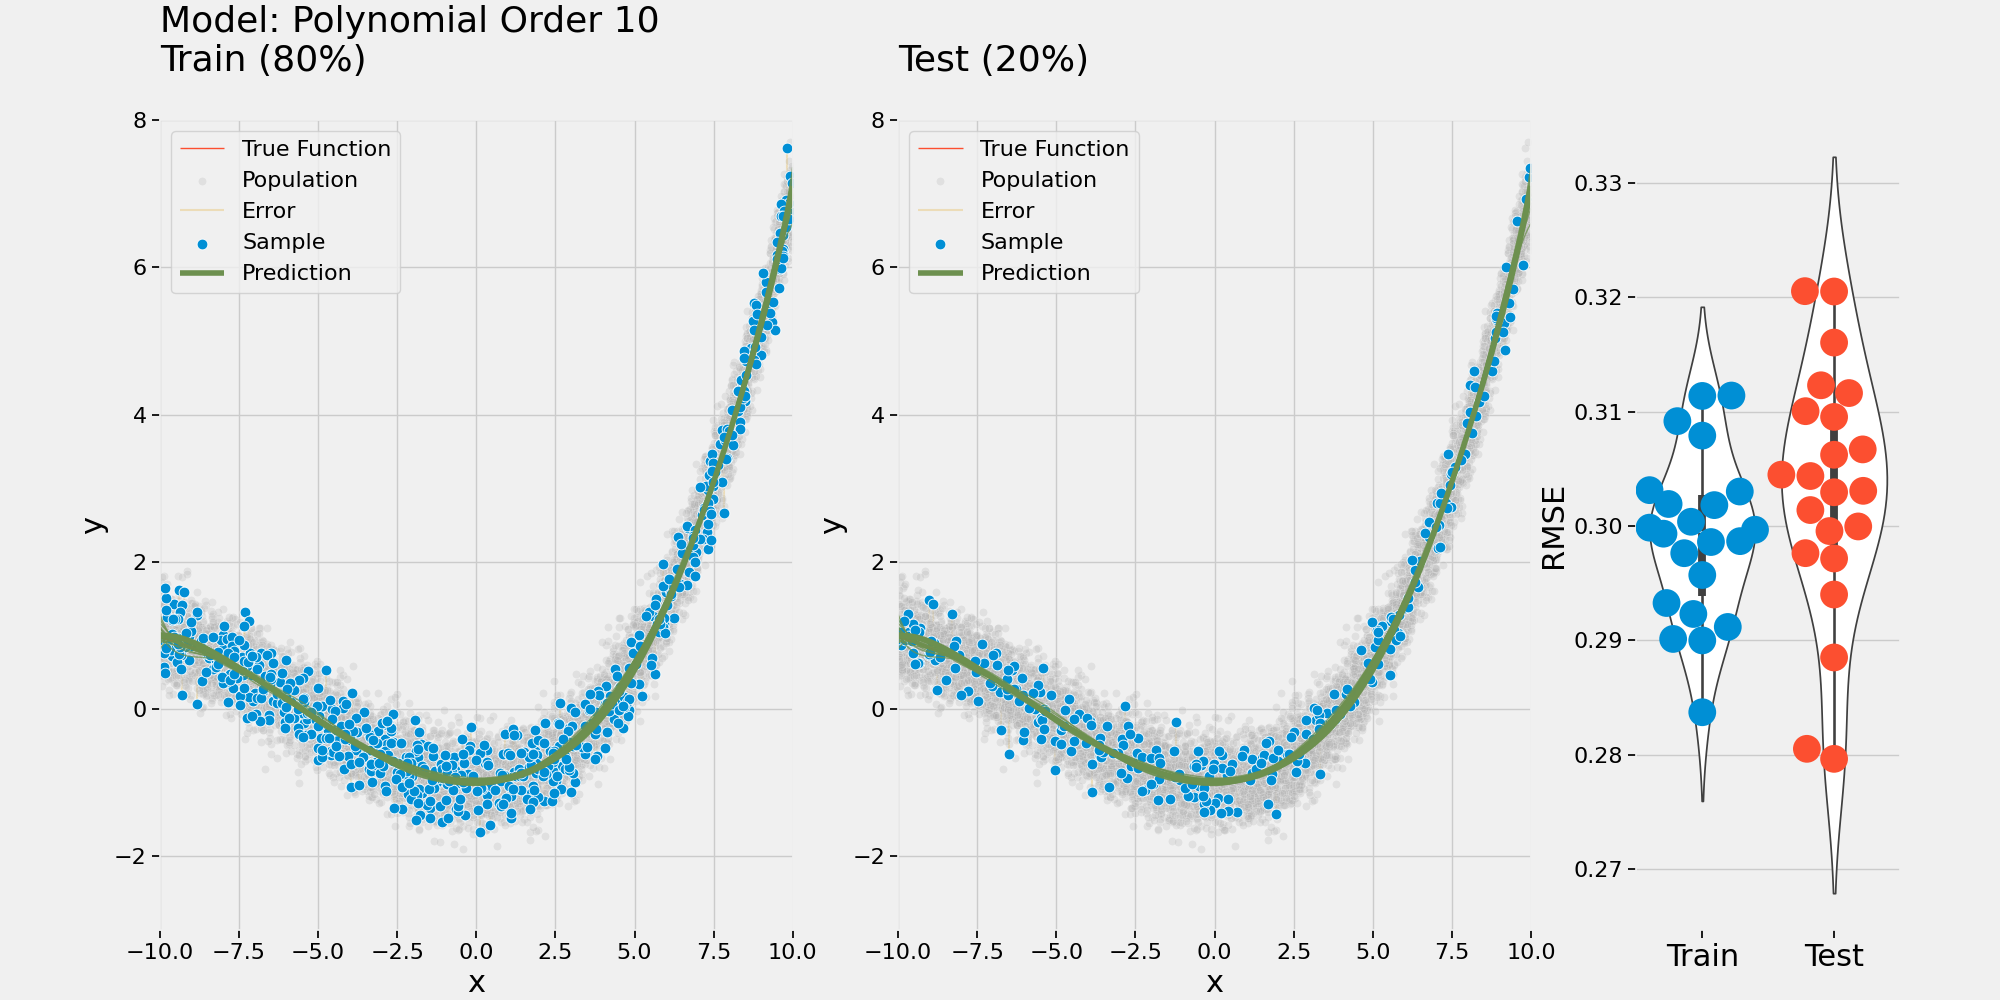 Model: Polynomial Order 10
Train (80%)
8
6
4
2
0
−2
y
True Function
Population
Error
Sample
Prediction
−10.0 −7.5 −5.0 −2.5 0.0 2.5 5.0 7.5 10.0
x
Test (20%)
8
6
4
2
0
−2
y
True Function
Population
Error
Sample
Prediction
−10.0 −7.5 −5.0 −2.5 0.0 2.5 5.0 7.5 10.0
x
0.33
0.32
0.31
0.30
0.29
0.28
0.27
RMSE
Train Test